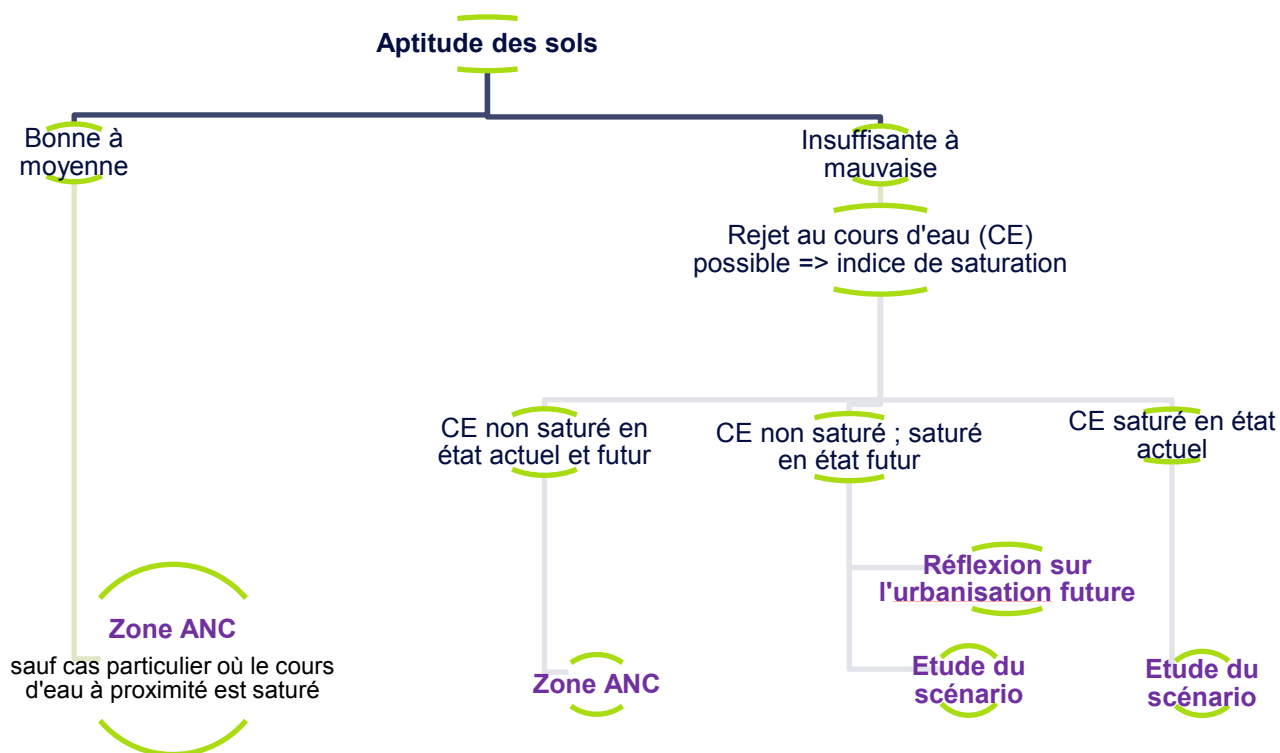 Aptitude des sols
Bonne à
moyenne
Insuffisante à
mauvaise
Rejet au cours d'eau (CE)
possible => indice de saturation
CE non saturé en
état actuel et futur
CE non saturé ; saturé
en état futur
CE saturé en état
actuel
Réflexion sur
l'urbanisation future
Zone ANC
sauf cas particulier où le cours
d'eau à proximité est saturé
Zone ANC
Etude du
scénario
Etude du
scénario